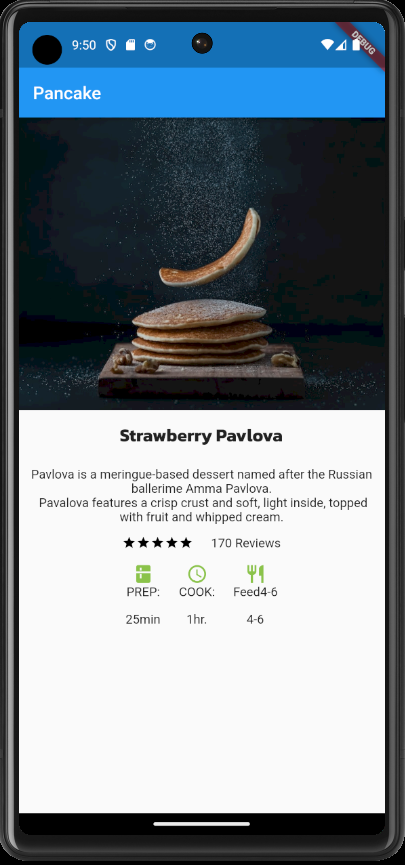 9:50
DEBUG
Pancake
Strawberry Pavlova
Pavlova is a meringue-based dessert named after the Russian
ballerime Amma Pavlova.
Pavalova features a crisp crust and soft, light inside, topped
with fruit and whipped cream.
170 Reviews
PREP: COOK: Feed4-6
25min 1hr. 4-6